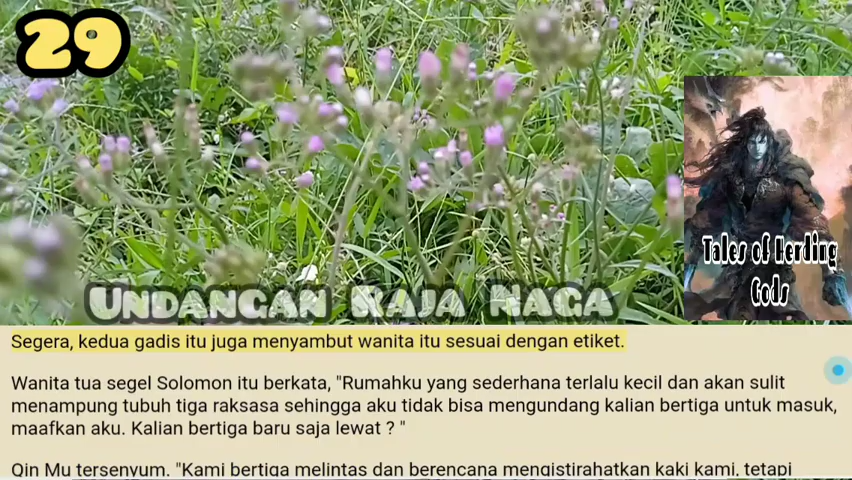 29
Tales of Herding
Gods
UNDANGAN RAJA NAGA
Segera, kedua gadis itu juga menyambut wanita itu sesuai dengan etiket.
Wanita tua segel Solomon itu berkata, "Rumahku yang sederhana terlalu kecil dan akan sulit
menampung tubuh tiga raksasa sehingga aku tidak bisa mengundang kalian bertiga untuk masuk,
maafkan aku. Kalian bertiga baru saja lewat ? "
Qin Mu tersenyum. "Kami bertiga melintas dan berencana mengistirahatkan kaki kami, tetapi